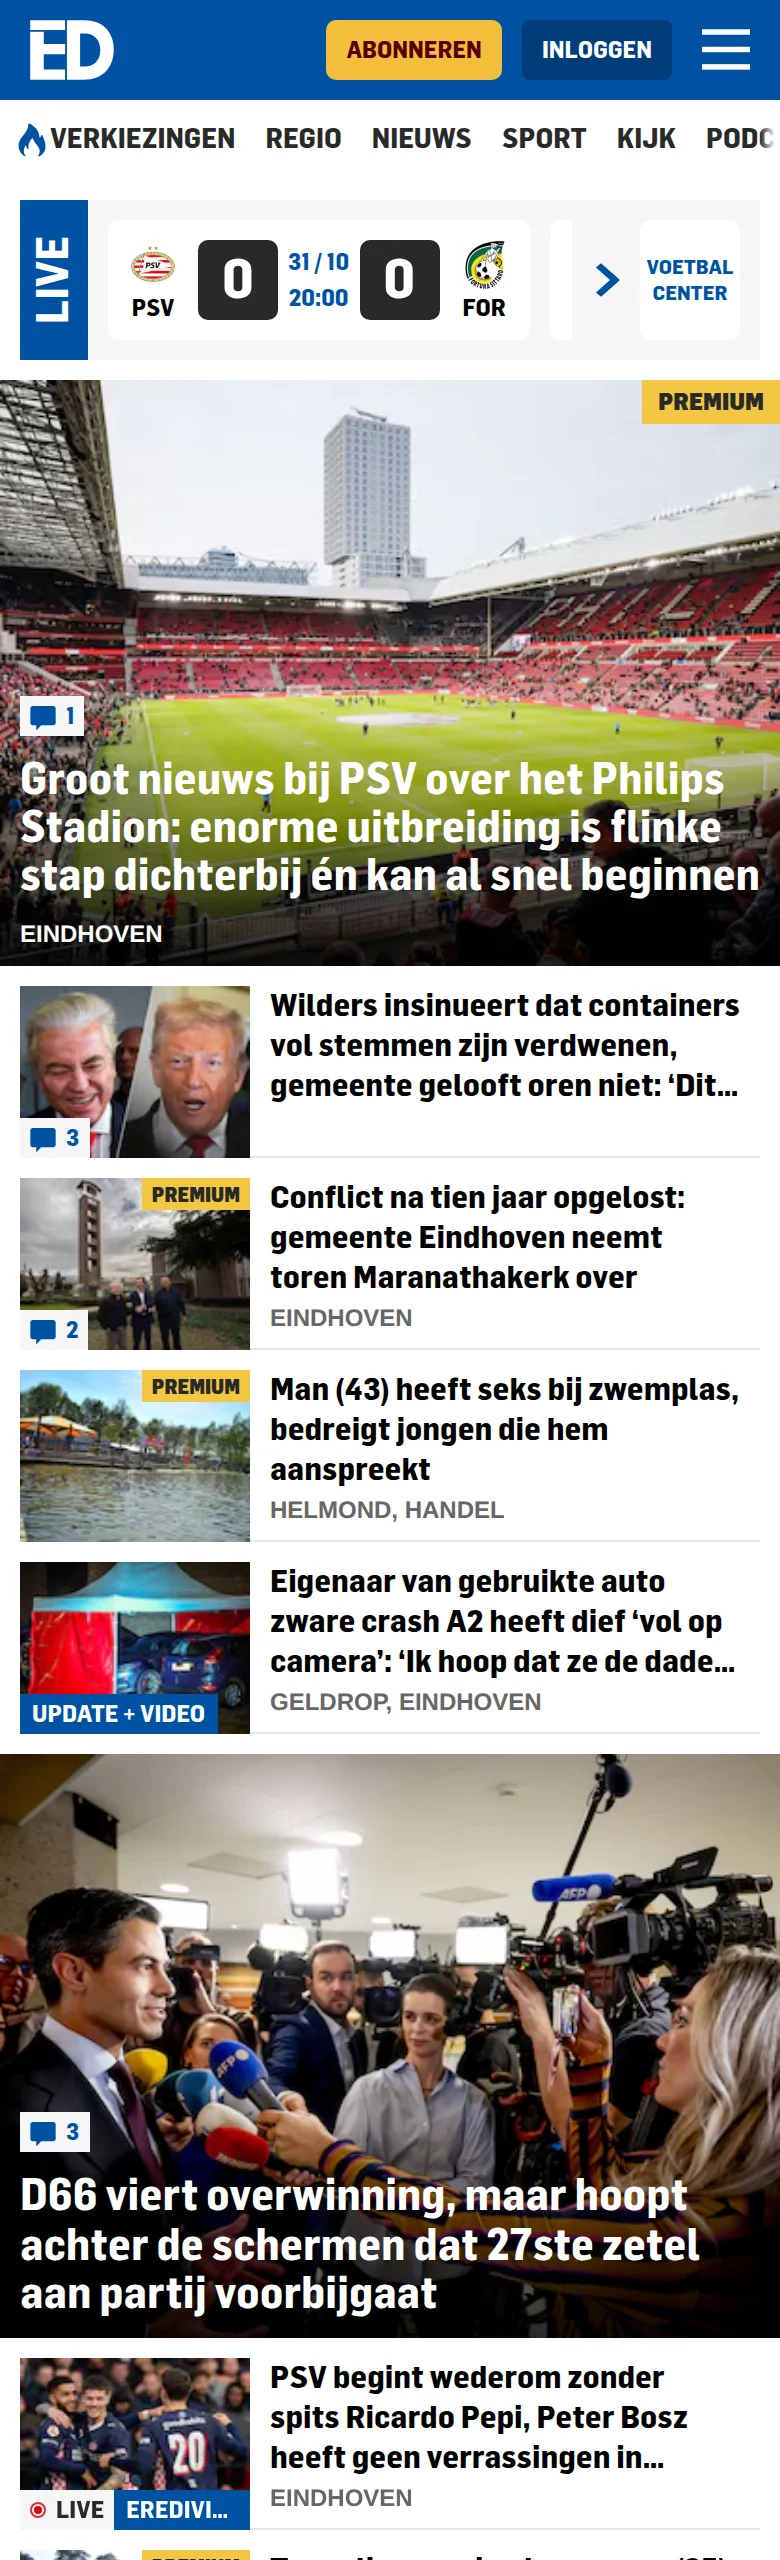 ED
ABONNEREN
INLOGGEN
VERKIEZINGEN REGIO NIEUWS SPORT KIJK PODC
LIVE
PSV
PSV
0
31 / 10
20:00
0
FOR
VOETBAL
CENTER
PREMIUM
PHILI
1
Groot nieuws bij PSV over het Philips
Stadion: enorme uitbreiding is flinke
stap dichterbij én kan al snel beginnen
EINDHOVEN
3
Wilders insinueert dat containers
vol stemmen zijn verdwenen,
gemeente gelooft oren niet: ‘Dit...
PREMIUM
2
Conflict na tien jaar opgelost:
gemeente Eindhoven neemt
toren Maranathakerk over
EINDHOVEN
PREMIUM
Man (43) heeft seks bij zwemplas,
bedreigt jongen die hem
aanspreekt
HELMOND, HANDEL
UPDATE + VIDEO
Eigenaar van gebruikte auto
zware crash A2 heeft dief ‘vol op
camera’: ‘Ik hoop dat ze de dade...
GELDROP, EINDHOVEN
AFP
AFP
3
D66 viert overwinning, maar hoopt
achter de schermen dat 27ste zetel
aan partij voorbijgaat
20
LIVE
EREDIVI...
PSV begint wederom zonder
spits Ricardo Pepi, Peter Bosz
heeft geen verrassingen in...
EINDHOVEN